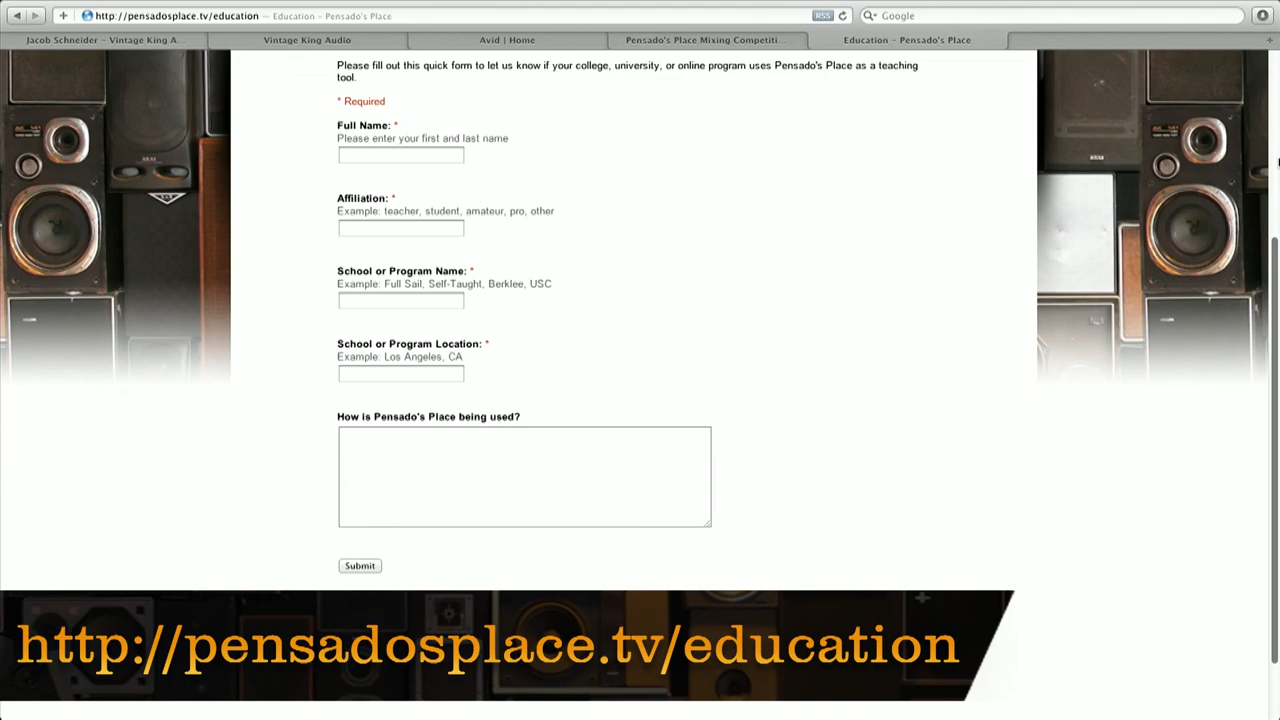 http://pensadosplace.tv/education — Education – Pensado's Place
RSS
Google
Jacob Schneider – Vintage King A...
Vintage King Audio
Avid | Home
Pensado's Place Mixing Competiti...
Education – Pensado's Place
Please fill out this quick form to let us know if your college, university, or online program uses Pensado's Place as a teaching
tool.
* Required
Full Name: *
Please enter your first and last name
Affiliation: *
Example: teacher, student, amateur, pro, other
School or Program Name: *
Example: Full Sail, Self-Taught, Berklee, USC
School or Program Location: *
Example: Los Angeles, CA
How is Pensado's Place being used?
Submit
http://pensadosplace.tv/education
AKAI
AKAI